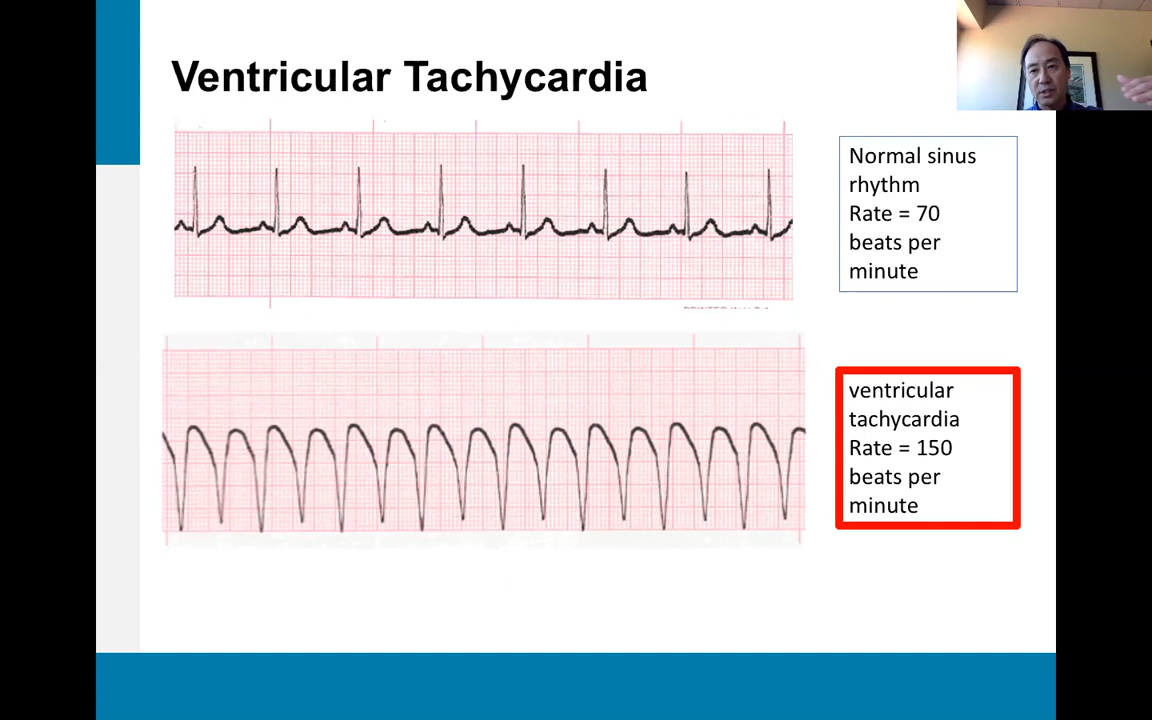 Ventricular Tachycardia
Normal sinus
rhythm
Rate = 70
beats per
minute
ventricular
tachycardia
Rate = 150
beats per
minute